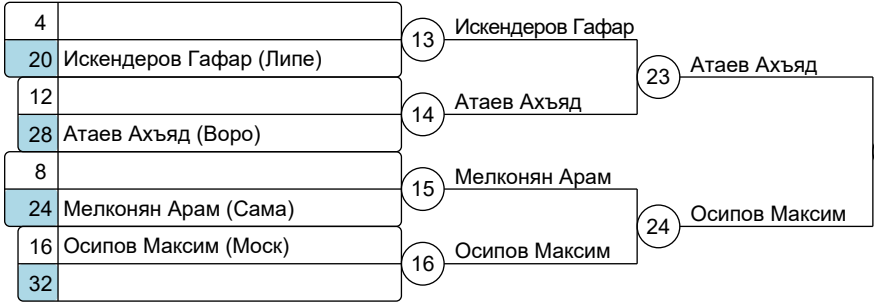 4
13 Искендеров Гафар
20 Искендеров Гафар (Липе)
23 Атаев Ахъяд
12
14 Атаев Ахъяд
28 Атаев Ахъяд (Воро)
8
15 Мелконян Арам
24 Мелконян Арам (Сама)
24 Осипов Максим
16 Осипов Максим (Моск)
16 Осипов Максим
32